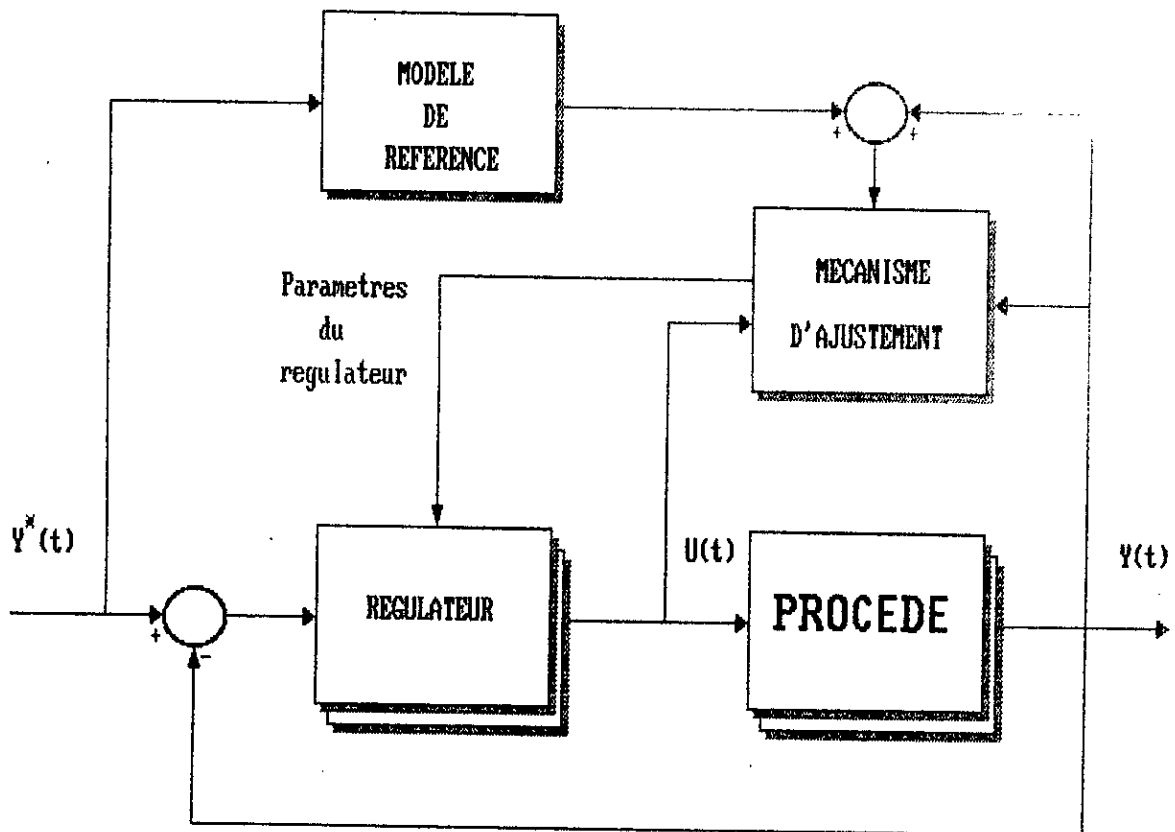 MODELE
DE
REFERENCE
+ +
MECANISME
D'AJUSTEMENT
Parametres
du
regulateur
Y*(t)
+
-
REGULATEUR
U(t)
PROCEDE
Y(t)